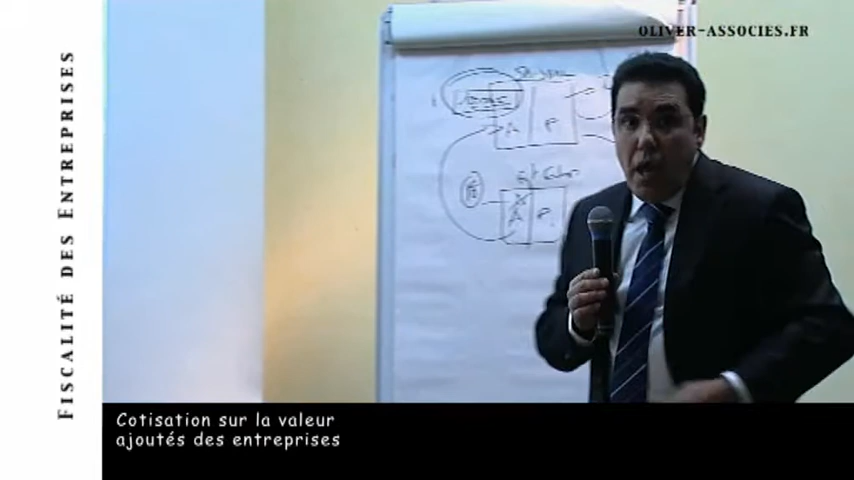 OLIVER-ASSOCIES.FR
FISCALITÉ DES ENTREPRISES
A
P
A
P
Cotisation sur la valeur
ajoutés des entreprises